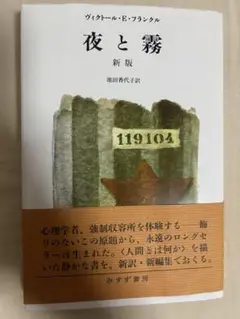 ヴィクトール・E・フランクル
夜と霧
新版
池田香代子訳
119104
心理学者、強制収容所を体験する――飾
りのないこの原題から、永遠のロングセ
ラーは生まれた。〈人間とは何か〉を描
いた静かな書を、新訳・新編集でおくる。
みすず書房